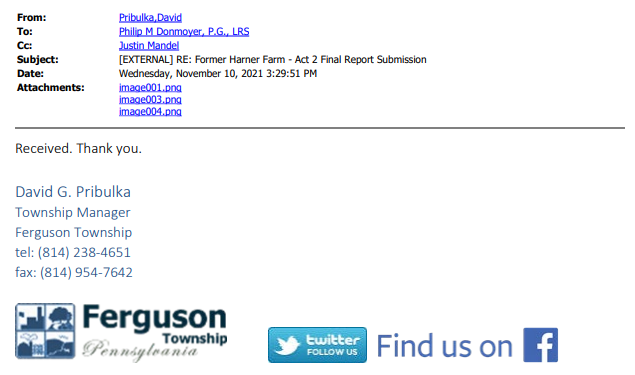 From: Pribulka,David
To: Philip M Donmoyer, P.G., LRS
Cc: Justin Mandel
Subject: [EXTERNAL] RE: Former Harner Farm - Act 2 Final Report Submission
Date: Wednesday, November 10, 2021 3:29:51 PM
Attachments: image001.png
image003.png
image004.png
Received. Thank you.
David G. Pribulka
Township Manager
Ferguson Township
tel: (814) 238-4651
fax: (814) 954-7642
Ferguson
Township
Pennsylvania
twitter
FOLLOW US
Find us on f